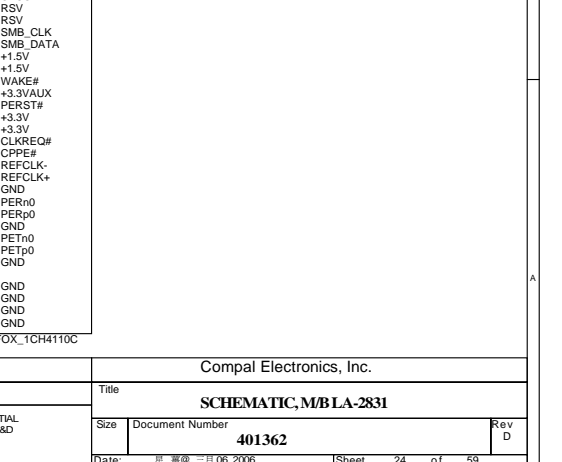 RSV
RSV
SMB_CLK
SMB_DATA
+1.5V
+1.5V
WAKE#
+3.3VAUX
PERST#
+3.3V
+3.3V
CLKREQ#
CPPE#
REFCLK-
REFCLK+
GND
PERn0
PERp0
GND
PETn0
PETp0
GND
GND
GND
GND
GND
OX_1CH4110C
A
Compal Electronics, Inc.
TIAL
&D
Title
SCHEMATIC, M/B LA-2831
Size Document Number Rev
401362 D
Date: 三月 06, 2006 Sheet 24 of 59